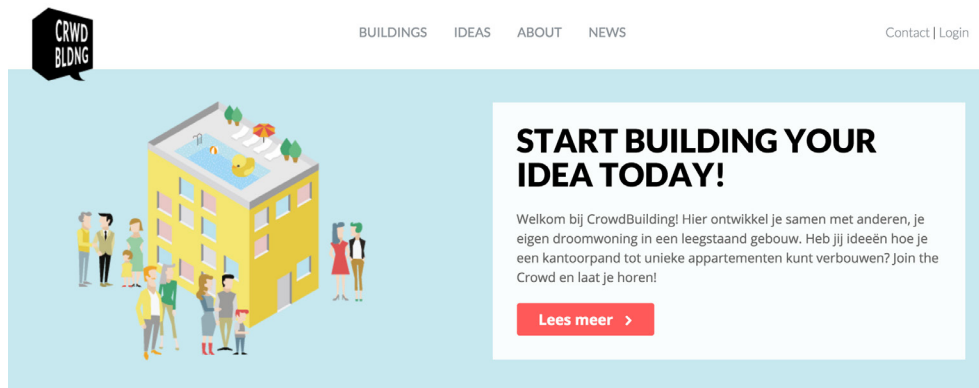 CRWD
BLDNG
BUILDINGS IDEAS ABOUT NEWS
Contact | Login
START BUILDING YOUR
IDEA TODAY!
Welkom bij CrowdBuilding! Hier ontwikkel je samen met anderen, je
eigen droomwoning in een leegstaand gebouw. Heb jij ideeën hoe je
een kantoorpand tot unieke appartementen kunt verbouwen? Join the
Crowd en laat je horen!
Lees meer >